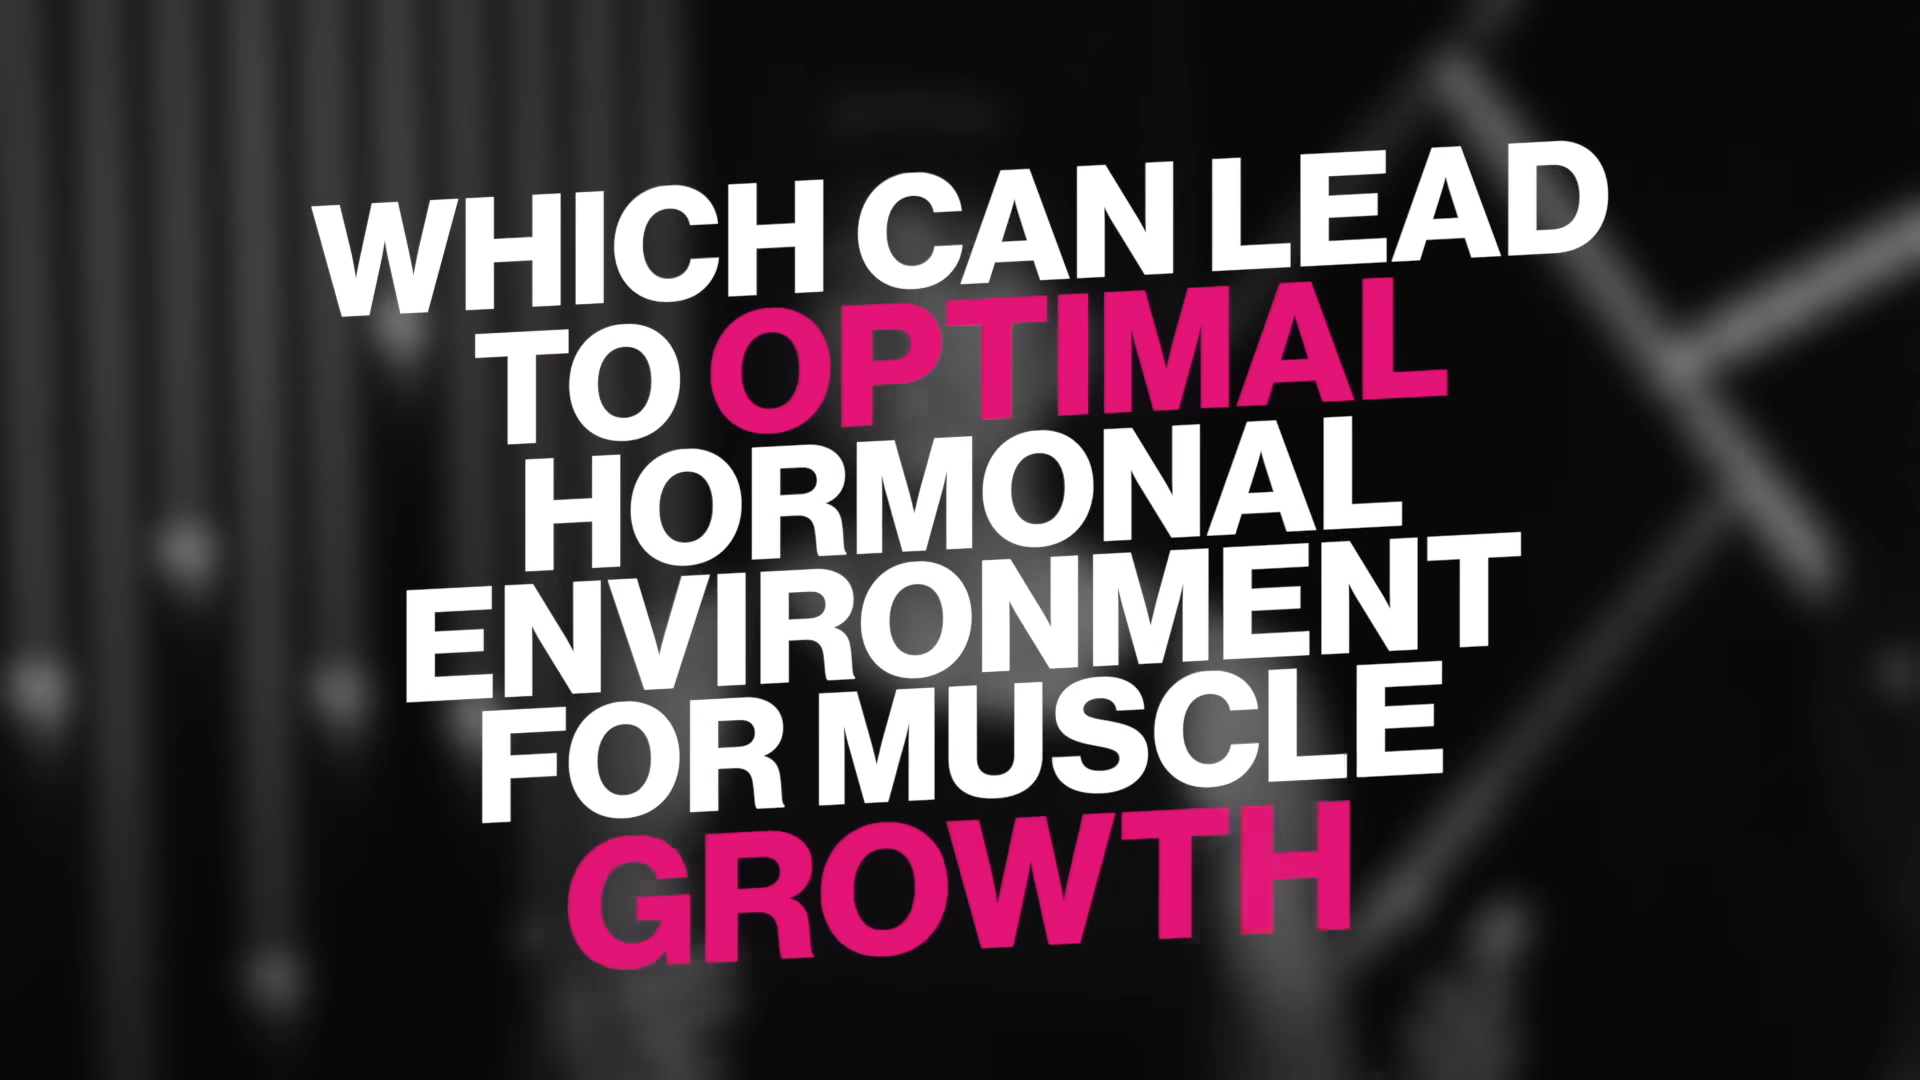 WHICH CAN LEAD
TO OPTIMAL
HORMONAL
ENVIRONMENT
FOR MUSCLE
GROWTH